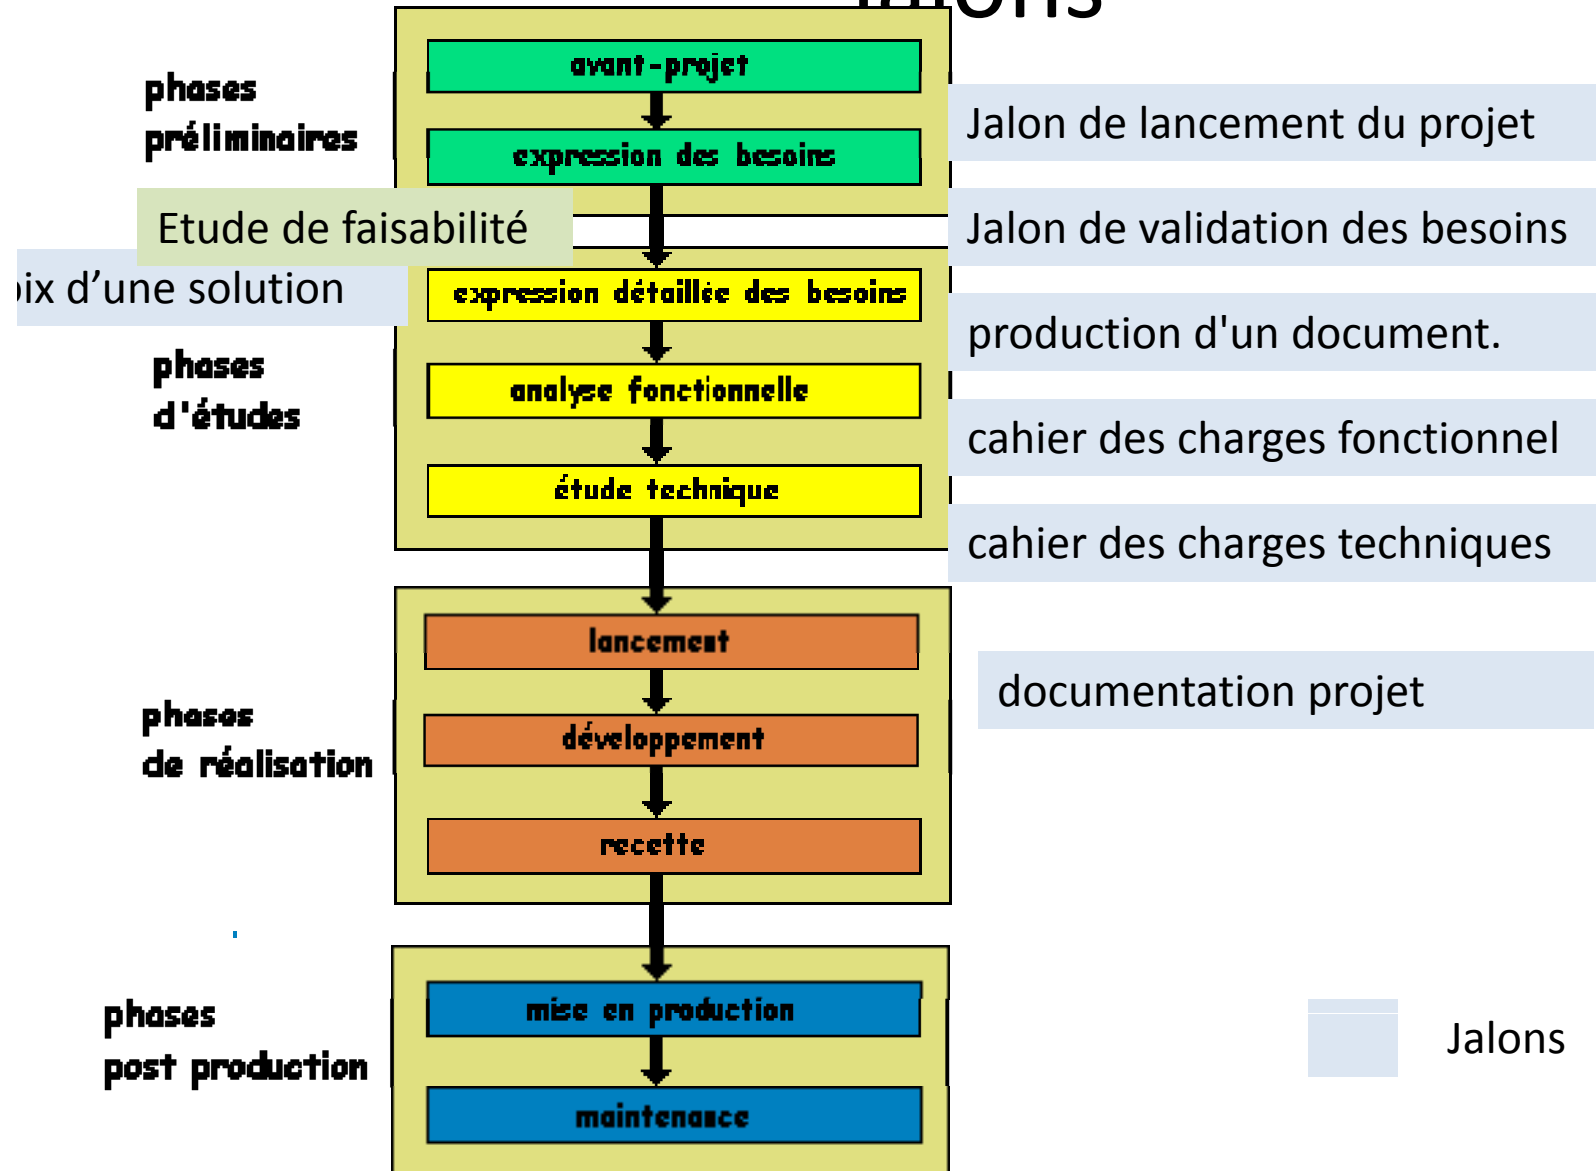 avant-projet
phases
préliminaires
Jalon de lancement du projet
expression des besoins
Etude de faisabilité
Jalon de validation des besoins
d'une solution
expression détaillée des besoins
production d'un document.
phases
d'études
analyse fonctionnelle
cahier des charges fonctionnel
étude technique
cahier des charges techniques
lancement
documentation projet
phases
de réalisation
développement
recette
mise en production
phases
post production
Jalons
maintenance